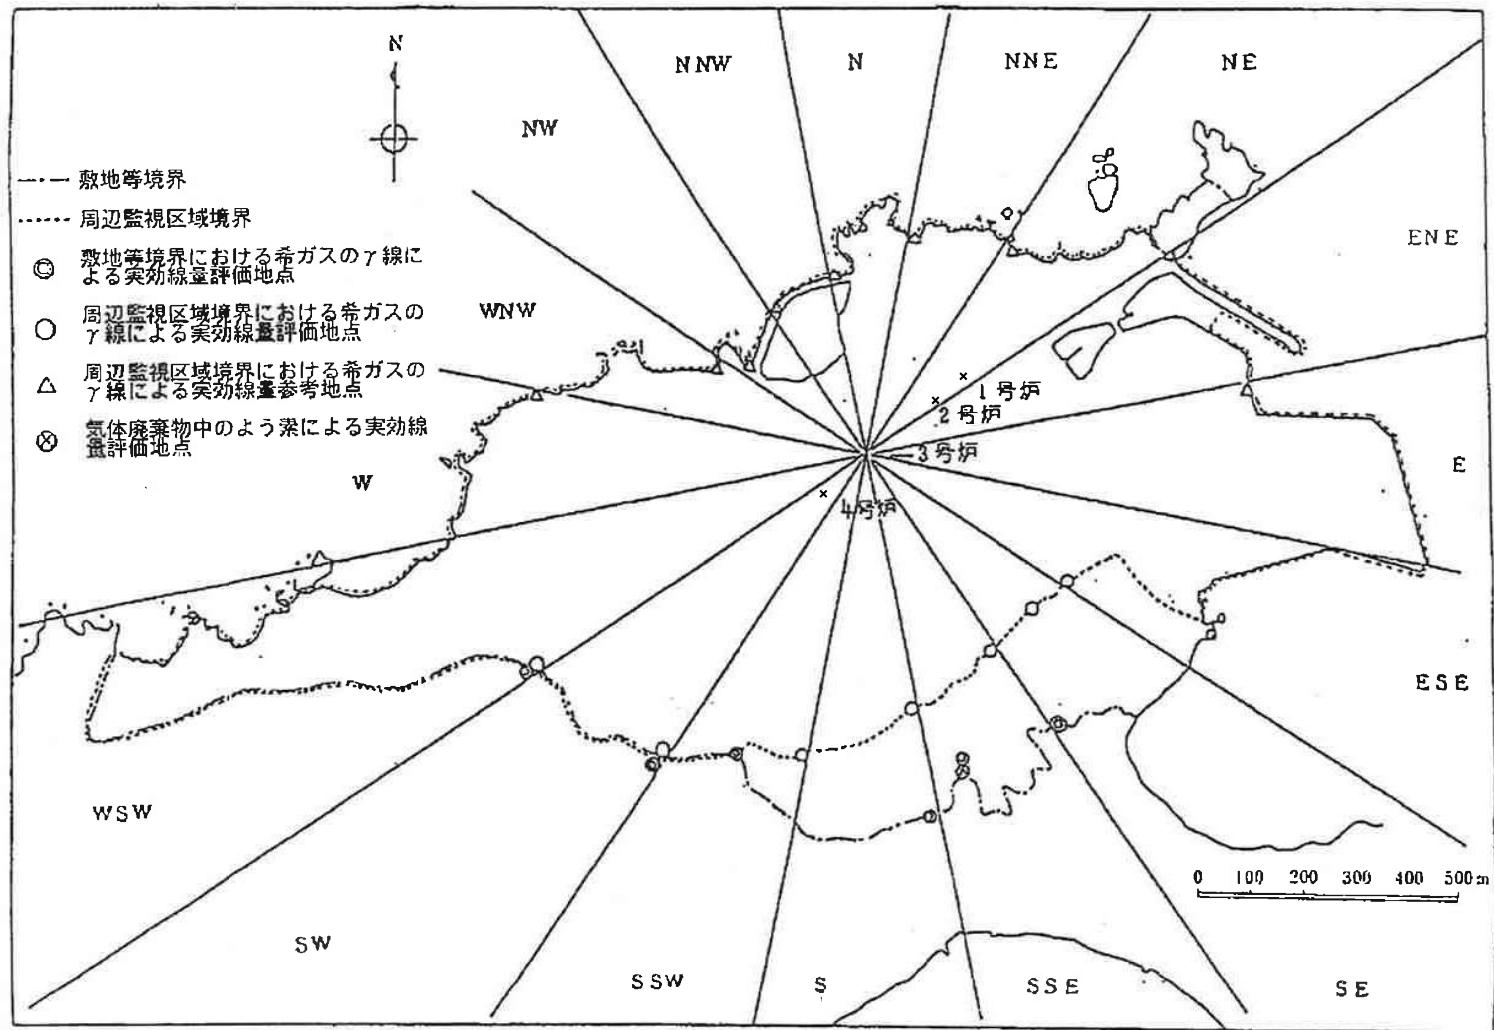 NNW
N
NNE
NE
N
NW
敷地等境界
周辺監視区域境界
敷地等境界における希ガスのγ線に
よる実効線量評価地点
周辺監視区域境界における希ガスの
γ線による実効線量評価地点
周辺監視区域境界における希ガスの
γ線による実効線量参考地点
気体廃棄物中のよう素による実効線
量評価地点
ENE
WNW
1号炉
2号炉
3号炉
4号炉
E
W
ESE
WSW
0 100 200 300 400 500m
SW
SSW
S
SSE
SE